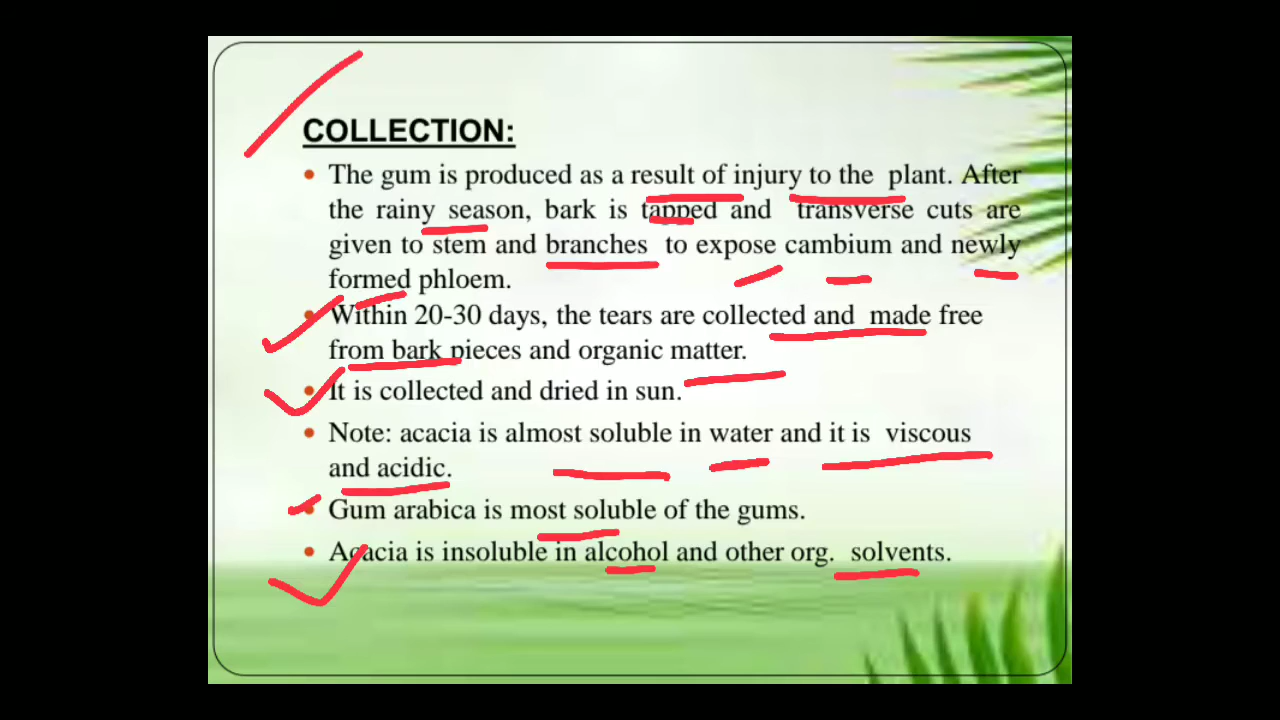 COLLECTION:
• The gum is produced as a result of injury to the plant. After
the rainy season, bark is tapped and transverse cuts are
given to stem and branches to expose cambium and newly
formed phloem.
• Within 20-30 days, the tears are collected and made free
from bark pieces and organic matter.
• It is collected and dried in sun.
• Note: acacia is almost soluble in water and it is viscous
and acidic.
• Gum arabica is most soluble of the gums.
• Acacia is insoluble in alcohol and other org. solvents.